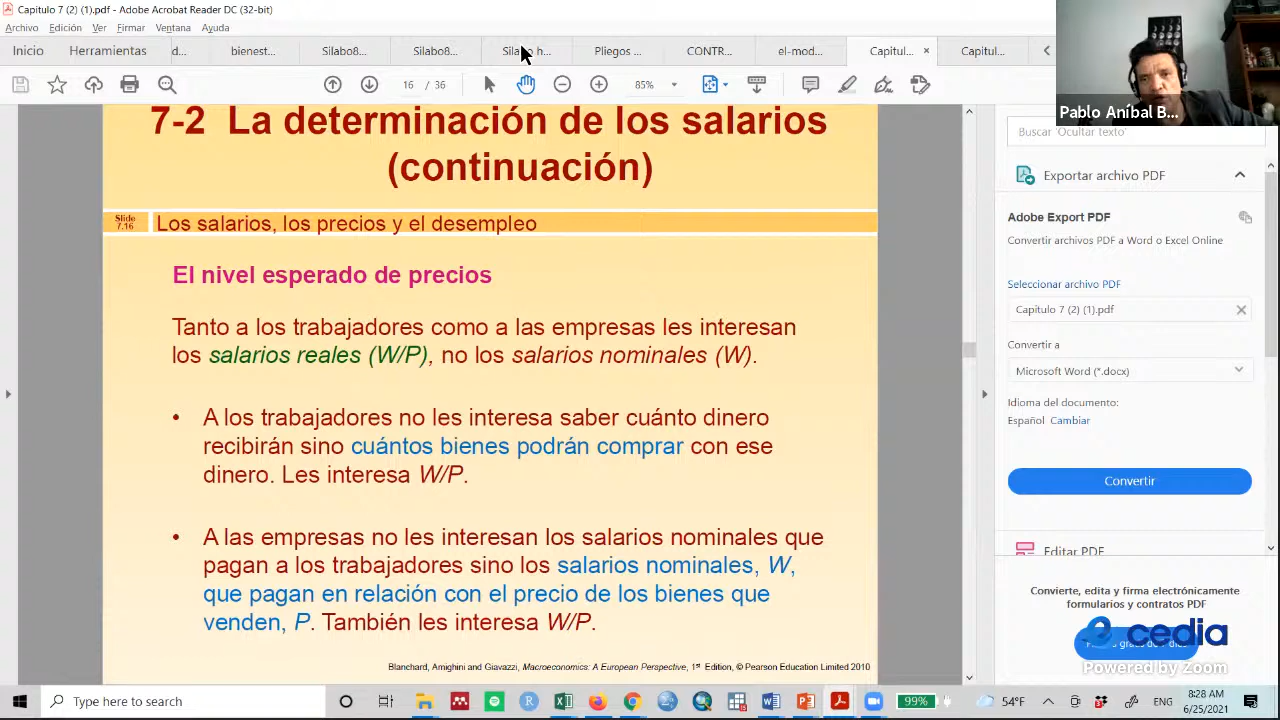 Capitulo 7 (2) (1).pdf - Adobe Acrobat Reader DC (32-bit)
Archivo Edición Ver Firmar Ventana Ayuda
Inicio Herramientas d... bienest... Silabo8... Silabo8... h... Pliegos ... CONTR... el-mod... Capitul... × Capitul...
16 / 36 85%
Pablo Aníbal B...
7-2 La determinación de los salarios
(continuación)
Slide
7.16
Los salarios, los precios y el desempleo
El nivel esperado de precios
Tanto a los trabajadores como a las empresas les interesan
los salarios reales (W/P), no los salarios nominales (W).
• A los trabajadores no les interesa saber cuánto dinero
recibirán sino cuántos bienes podrán comprar con ese
dinero. Les interesa W/P.
• A las empresas no les interesan los salarios nominales que
pagan a los trabajadores sino los salarios nominales, W,
que pagan en relación con el precio de los bienes que
venden, P. También les interesa W/P.
Blanchard, Amighini and Giavazzi, Macroeconomics: A European Perspective, 1st Edition, © Pearson Education Limited 2010
Buscar 'Ocultar texto'
Exportar archivo PDF
Adobe Export PDF
Convertir archivos PDF a Word o Excel Online
Seleccionar archivo PDF
Capitulo 7 (2) (1).pdf
Convertir a
Microsoft Word (*.docx)
Idioma del documento:
Español Cambiar
Convertir
Editar PDF
Convierte, edita y firma electrónicamente
formularios y contratos PDF
cedia
Powered by Zoom
Type here to search
99% 54°F ENG 8:28 AM
6/25/2021